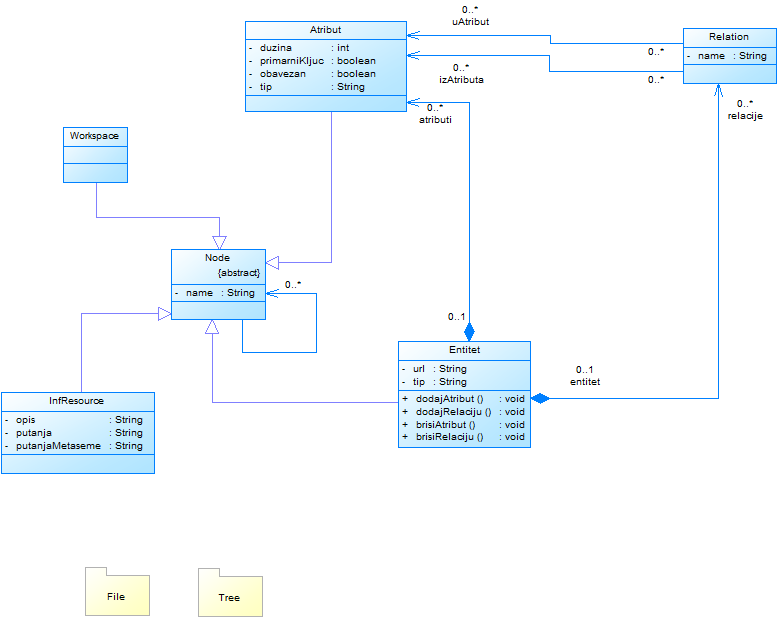 0..*
uAtribut
Atribut
- duzina : int
- primarniKljuc : boolean
- obavezan : boolean
- tip : String
Relation
- name : String
0..*
0..*
izAtributa
0..*
0..*
atributi
0..*
relacije
Workspace
Node
{abstract}
- name : String
0..*
0..1
Entitet
- url : String
- tip : String
+ dodajAtribut () : void
+ dodajRelaciju () : void
+ brisiAtribut () : void
+ brisiRelaciju () : void
0..1
entitet
InfResource
- opis : String
- putanja : String
- putanjaMetaseme : String
File
Tree